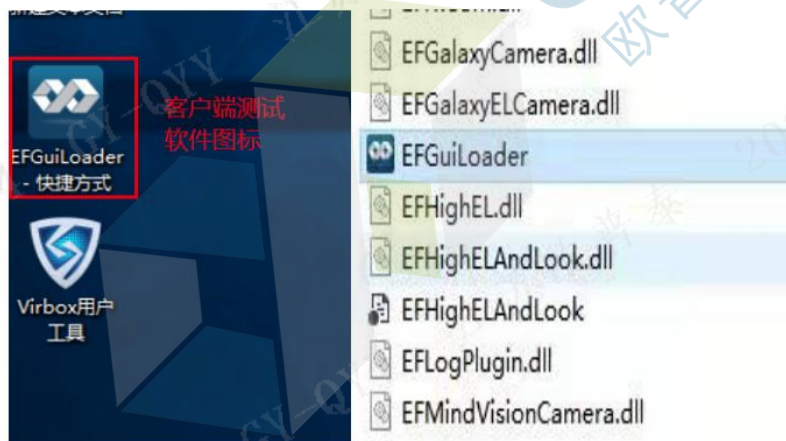 EFGuiLoader
- 快捷方式
客户端测试
软件图标
Virbox用户
工具
EFGalaxyCamera.dll
EFGalaxyELCamera.dll
EFGuiLoader
EFHighEL.dll
EFHighELAndLook.dll
EFHighELAndLook
EFLogPlugin.dll
EFMindVisionCamera.dll